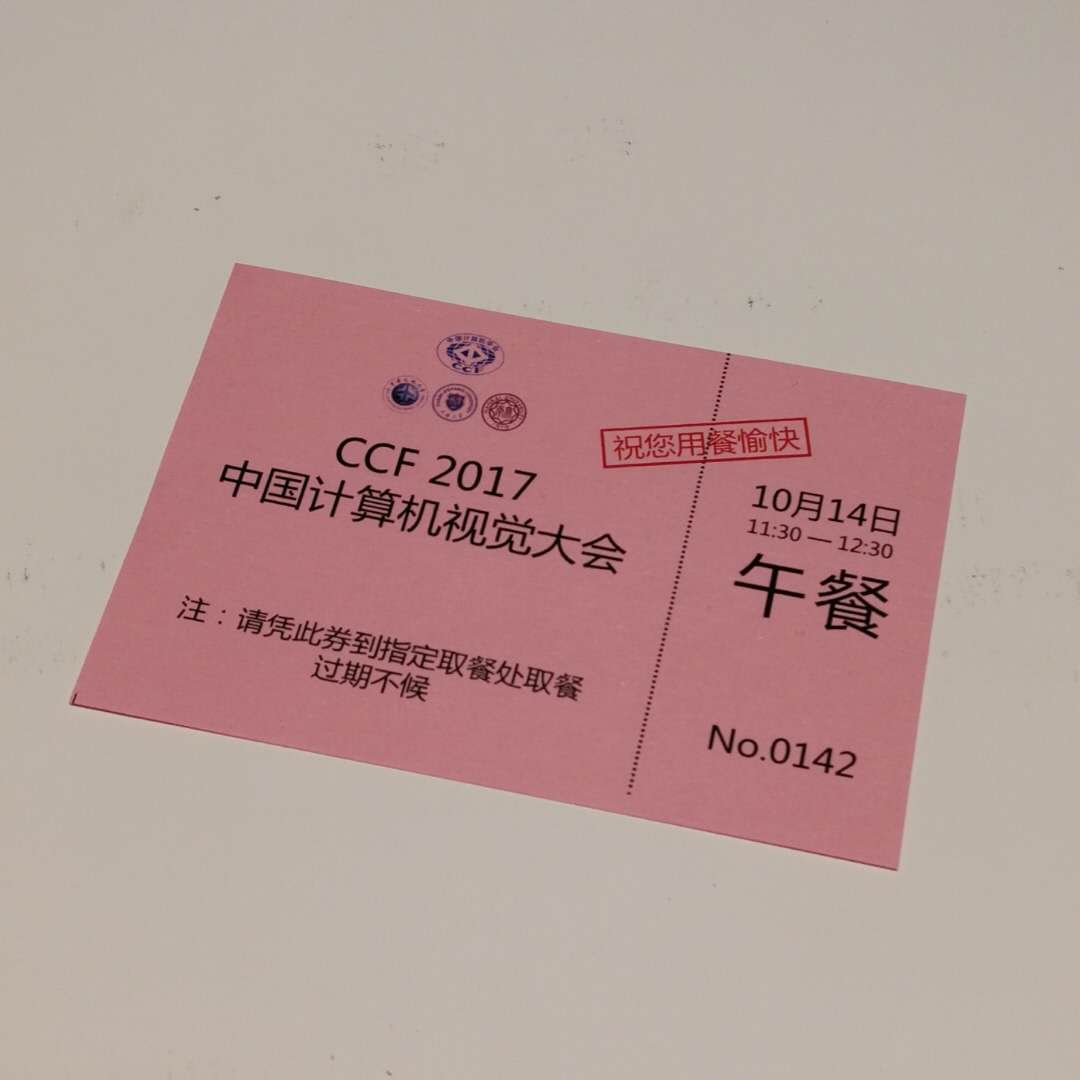 中国计算机学会
CCF
CCF 2017
中国计算机视觉大会
注：请凭此券到指定取餐处取餐
过期不候
祝您用餐愉快
10月14日
11:30 — 12:30
午餐
No.0142